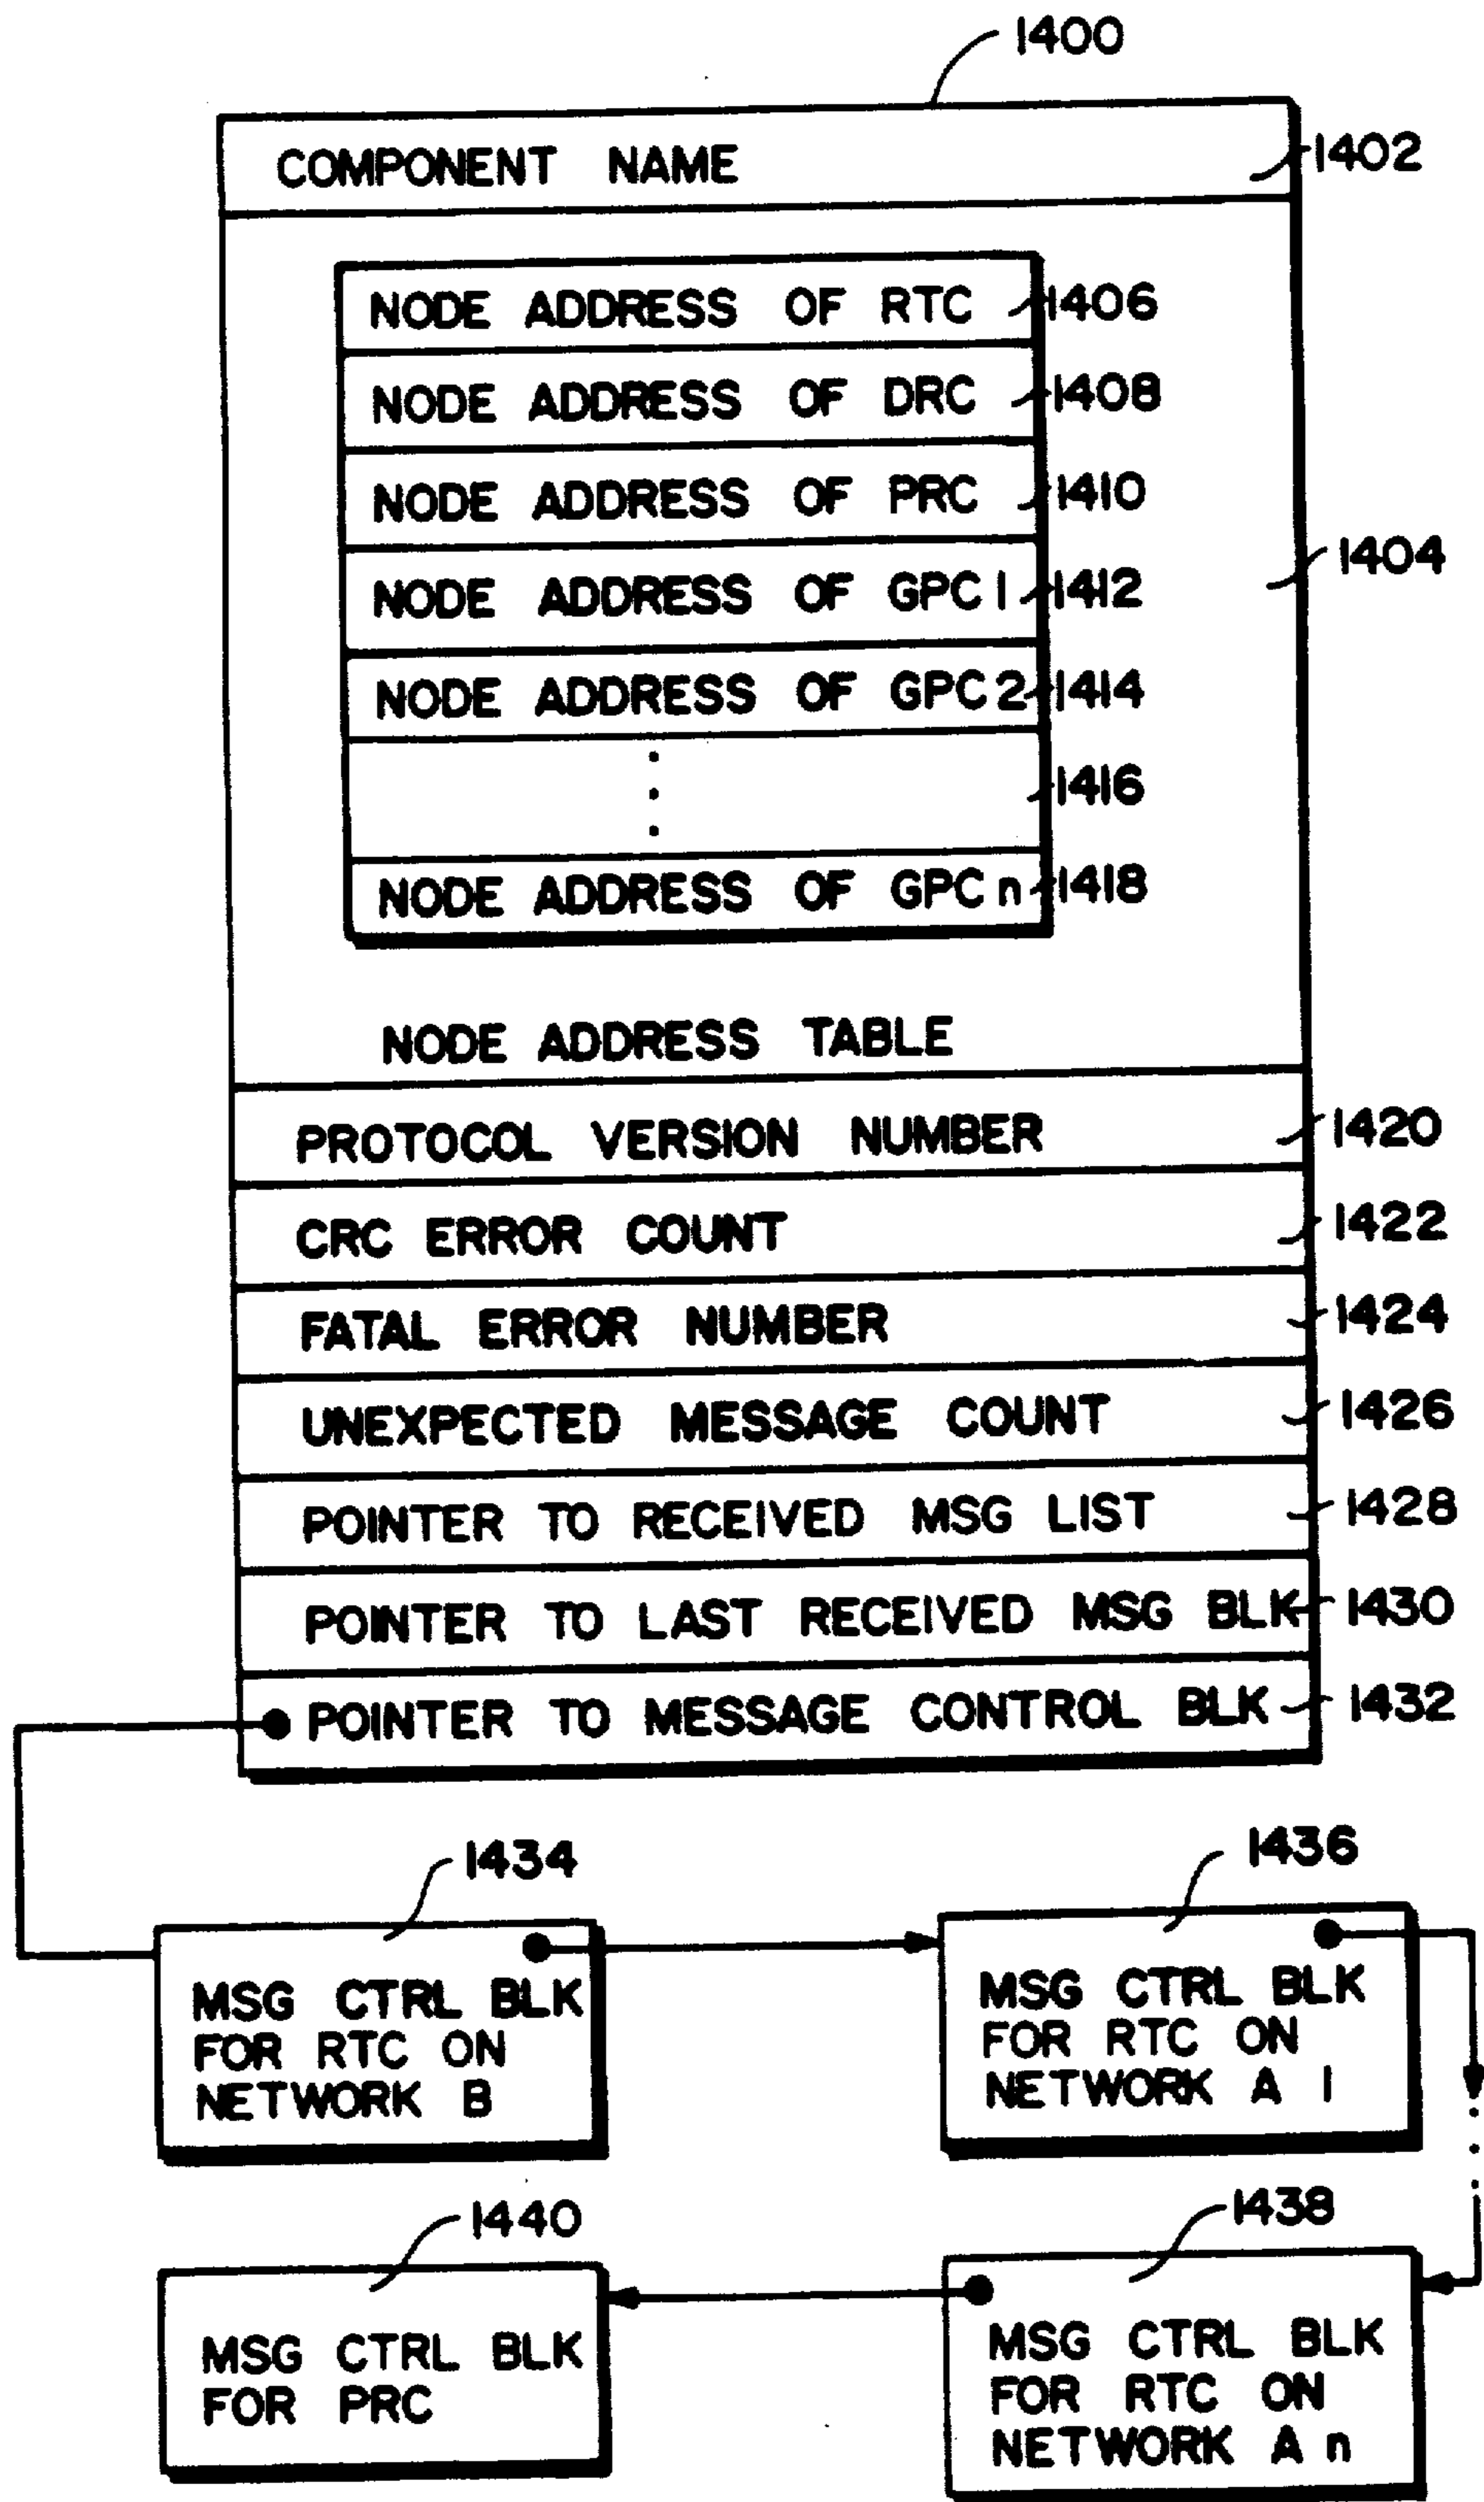 1400
COMPONENT NAME 1402
NODE ADDRESS OF RTC 1406
NODE ADDRESS OF DRC 1408
NODE ADDRESS OF PRC 1410
1404
NODE ADDRESS OF GPC 1 1412
NODE ADDRESS OF GPC 2 1414
1416
NODE ADDRESS OF GPC n 1418
NODE ADDRESS TABLE
PROTOCOL VERSION NUMBER 1420
CRC ERROR COUNT 1422
FATAL ERROR NUMBER 1424
UNEXPECTED MESSAGE COUNT 1426
POINTER TO RECEIVED MSG LIST 1428
POINTER TO LAST RECEIVED MSG BLK 1430
POINTER TO MESSAGE CONTROL BLK 1432
1434
MSG CTRL BLK
FOR RTC ON
NETWORK B
1436
MSG CTRL BLK
FOR RTC ON
NETWORK A 1
1440
MSG CTRL BLK
FOR PRC
1438
MSG CTRL BLK
FOR RTC ON
NETWORK A n